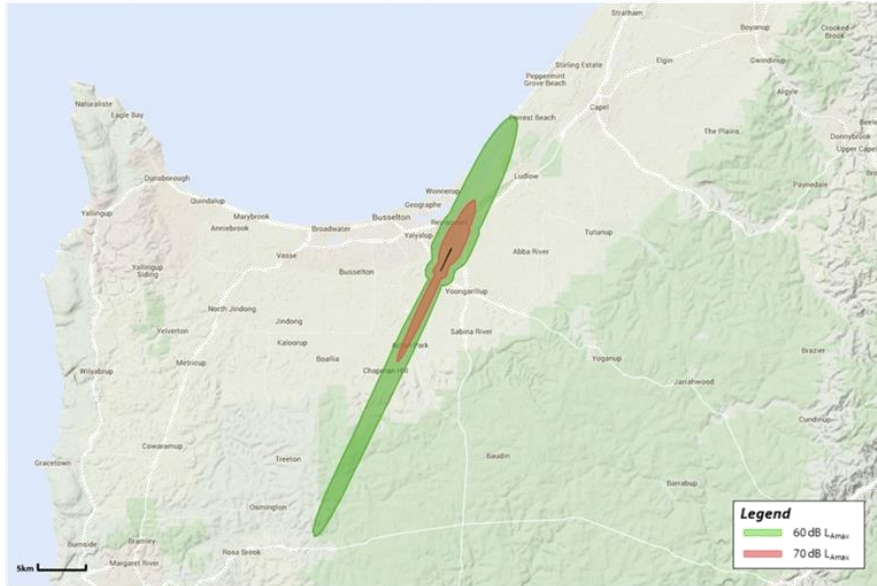 Stratham
Crooked Brook
Boyanup
Gwindinup
Stirling Estate
Elgin
Peppermint Grove Beach
Argyle
Naturaliste
Eagle Bay
Capel
Forrest Beach
The Plains
Donnybrook
Upper Capel
Dunsborough
Ludlow
Paynedale
Wonnerup
Quindalup
Geographe
Yallingup
Marybrook
Busselton
Anniebrook
Broadwater
Yalyalup
Tutunup
Abba River
Vasse
Yallingup Siding
Busselton
Yoongarillup
North Jindong
Jindong
Yelverton
Sabina River
Kaloorup
Boallia
Yoganup
Brazier
Metricup
Chapman Hill
Wilyabrup
Jarrahwood
Cundinup
Cowaramup
Gracetown
Treeton
Baudin
Barrabup
Osmington
Legend
60 dB LAmax
70 dB LAmax
Burnside
Bramley
Rosa Brook
Margaret River
5km